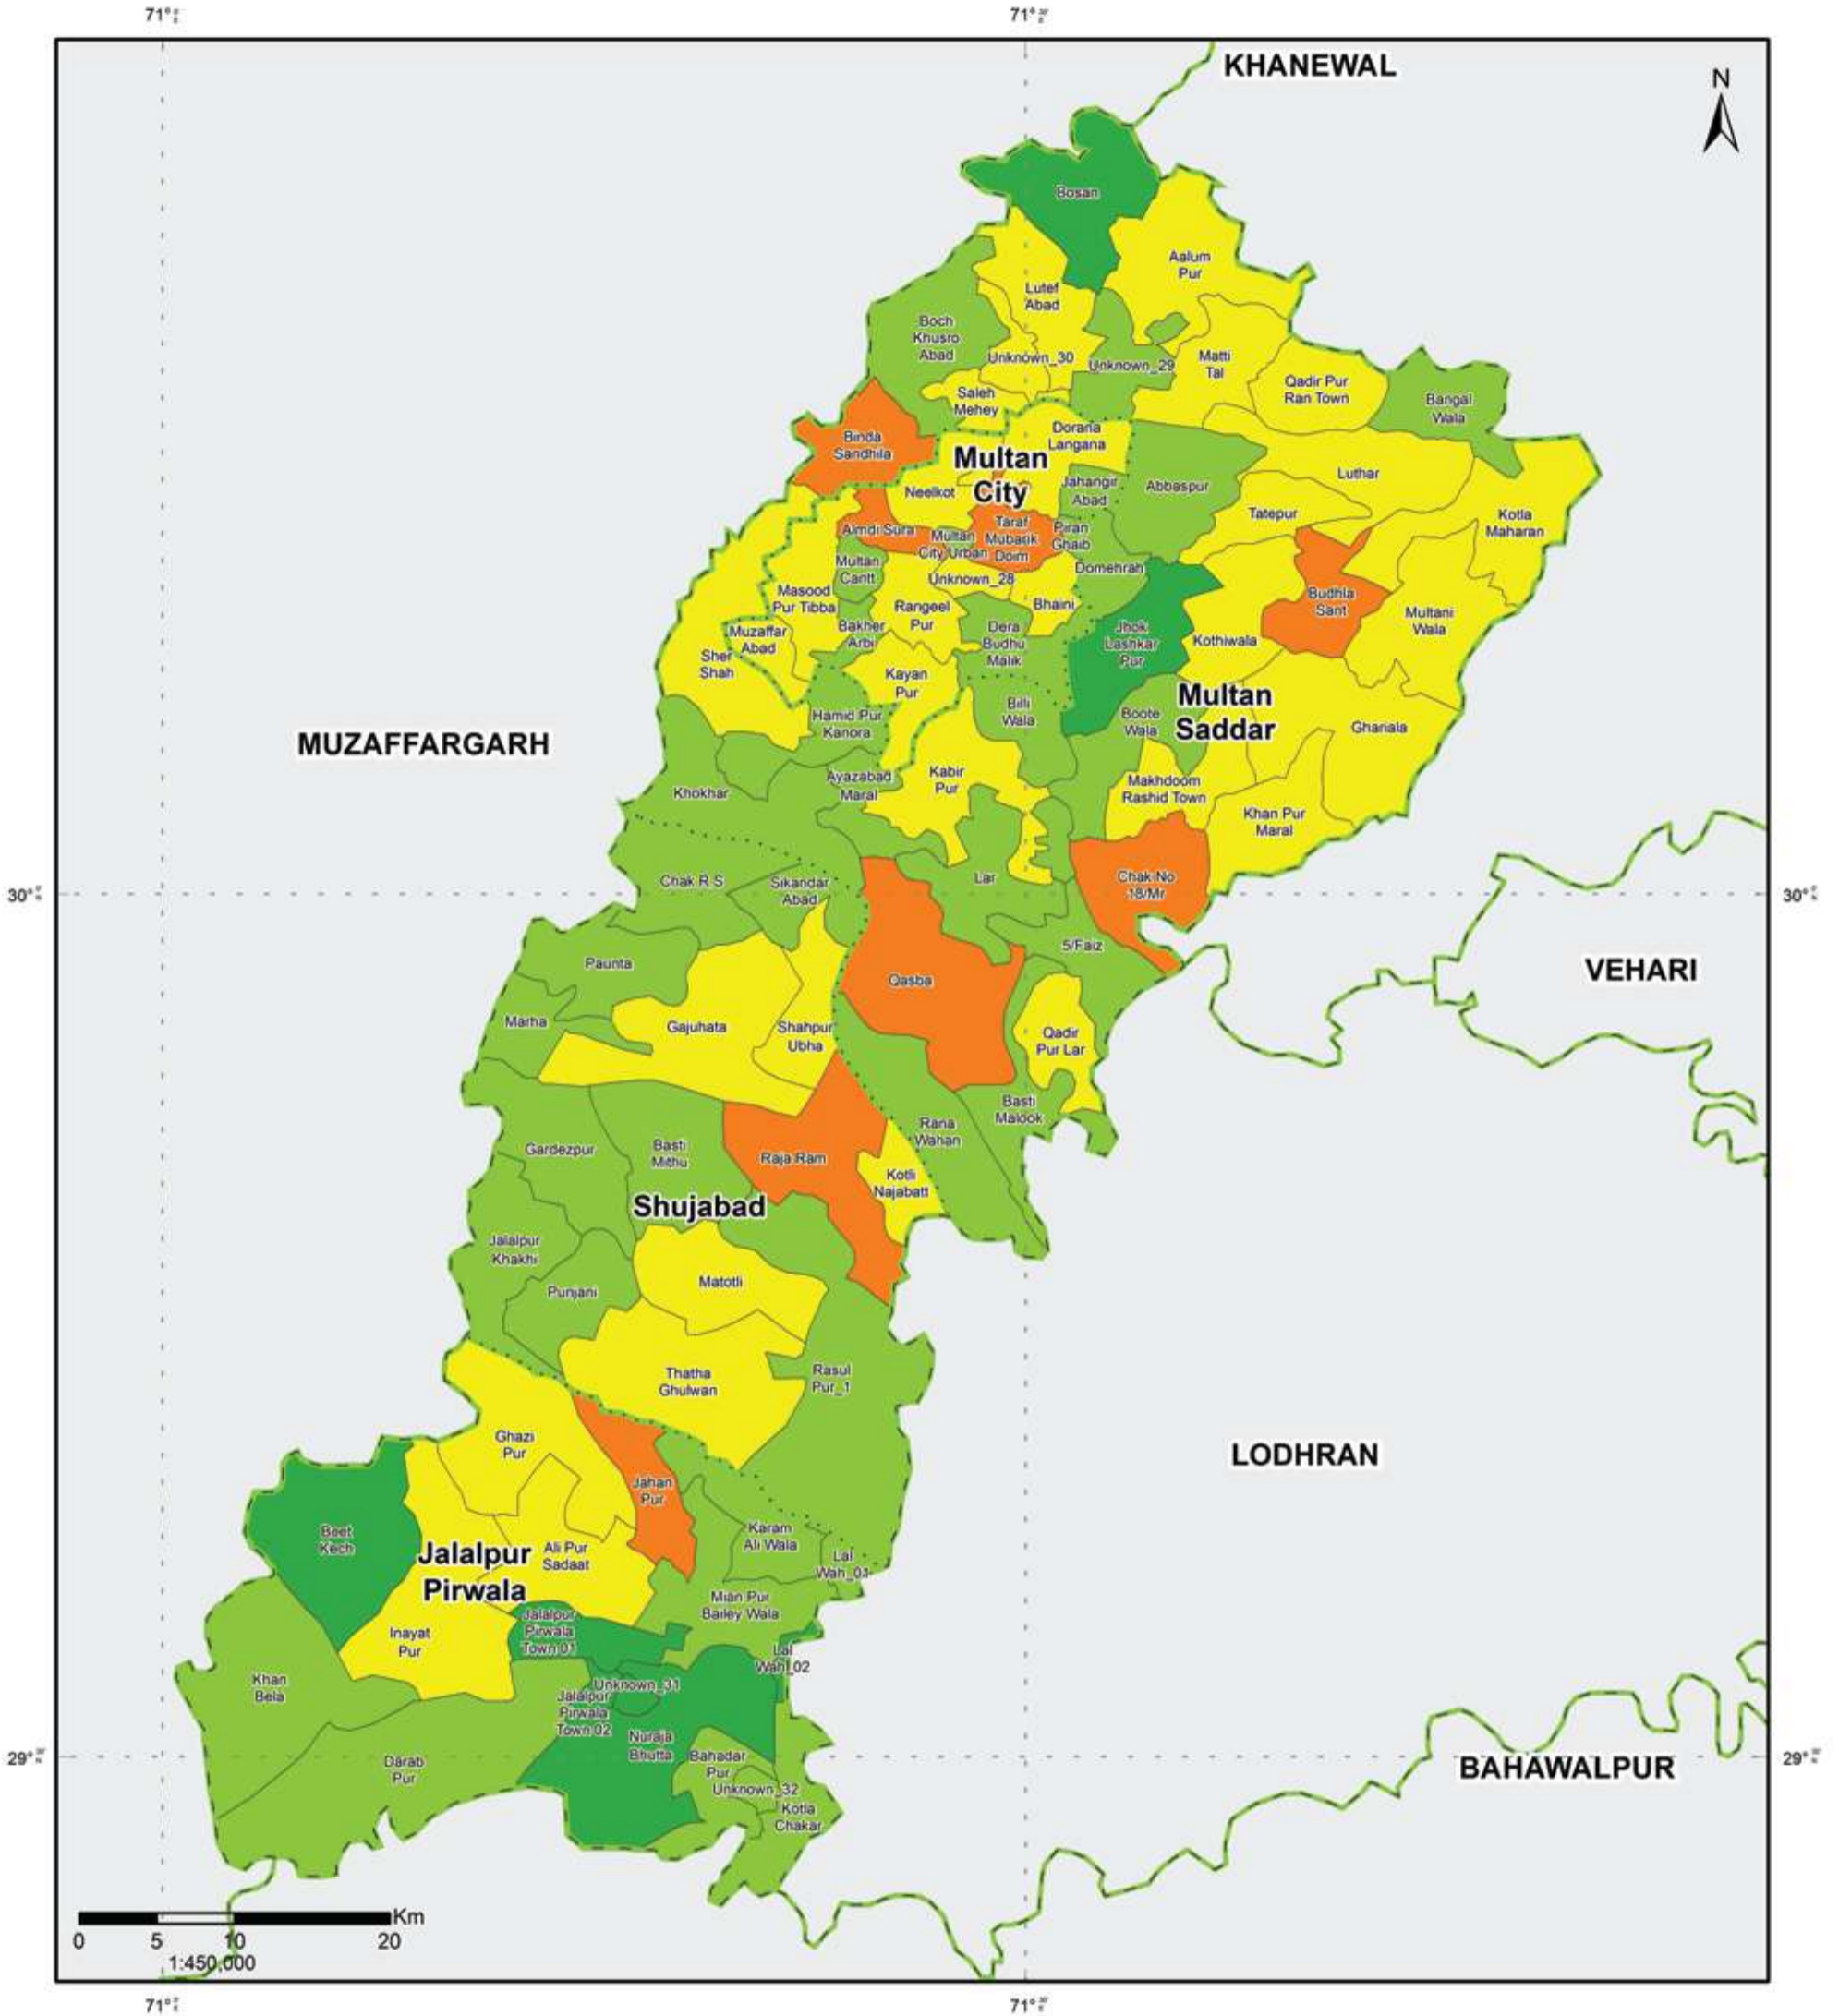 71°
71°
KHANEWAL
N
Bosan
Aalum
Pur
Lutef
Abad
Boch
Khusro
Abad
Unknown_30
Unknown_29
Matti
Tal
Qadir Pur
Ran Town
Saleh
Mehey
Bangal
Wala
Binda
Sandhila
Dorana
Langana
Multan
City
Luthar
Neelkot
Jahangir
Abad
Abbaspur
Tatepur
Kotla
Maharan
Almdi Sura
Multan
City Urban
Taraf
Mubarik
Doim
Piran
Ghaib
Multan
Cantt
Domehrah
Unknown_28
Masood
Pur Tibba
Rangeel
Pur
Bhaini
Budhla
Sant
Multani
Wala
Muzaffar
Abad
Bakher
Arbi
Dera
Budhu
Malik
Jhok
Lashkar
Pur
Kothiwala
Sher
Shah
Kayan
Pur
Multan
Saddar
Hamid Pur
Kanora
Billi
Wala
Boote
Wala
Ghariala
MUZAFFARGARH
Khokhar
Ayazabad
Maral
Kabir
Pur
Makhdoom
Rashid Town
Khan Pur
Maral
30°
30°
Chak R S
Sikandar
Abad
Lar
Chak No
18/Mr
5/Faiz
Paunta
Qasba
VEHARI
Marha
Gajuhata
Shahpur
Ubha
Qadir
Pur Lar
Basti
Malook
Rana
Wahan
Gardezpur
Basti
Mithu
Raja Ram
Kotli
Najabatt
Shujabad
Jalalpur
Khakhi
Punjani
Matotli
Thatha
Ghulwan
Rasul
Pur_1
Ghazi
Pur
LODHRAN
Jahan
Pur
Beet
Kech
Karam
Ali Wala
Jalalpur
Pirwala
Ali Pur
Sadaat
Lal
Wah_01
Mian Pur
Bailey Wala
Inayat
Pur
Jalalpur
Pirwala
Town 01
Lal
Wah_02
Khan
Bela
Unknown_31
Jalalpur
Pirwala
Town 02
Nuraja
Bhutta
29°
29°
Darab
Pur
Bahadar
Pur
Unknown_32
Kotla
Chakar
BAHAWALPUR
Km
0 5 10 20
1:450,000
71°
71°